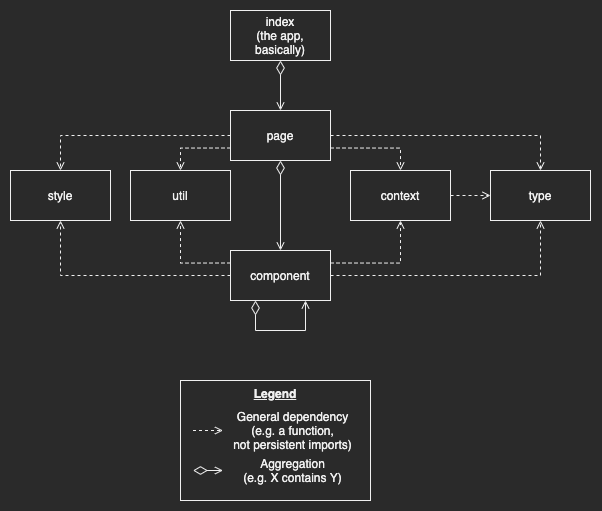 index
(the app,
basically)
page
style
util
context
type
component
Legend
General dependency
(e.g. a function,
not persistent imports)
Aggregation
(e.g. X contains Y)